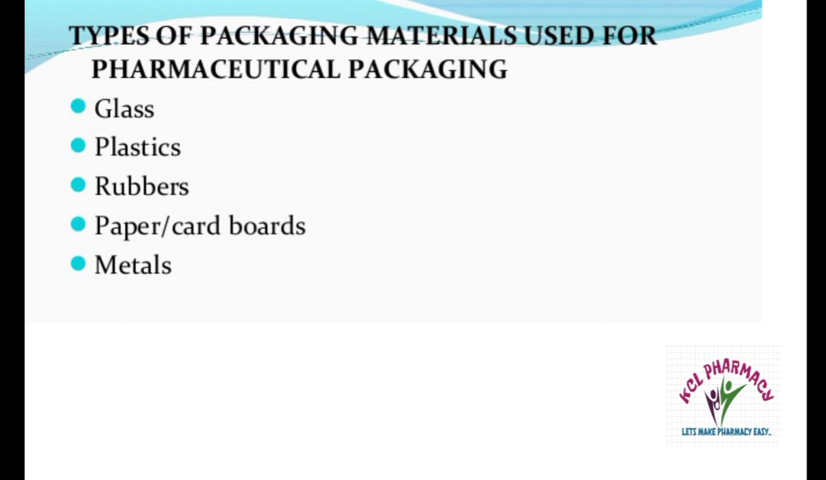 TYPES OF PACKAGING MATERIALS USED FOR
PHARMACEUTICAL PACKAGING
Glass
Plastics
Rubbers
Paper/card boards
Metals
KCL PHARMACY
LETS MAKE PHARMACY EASY..